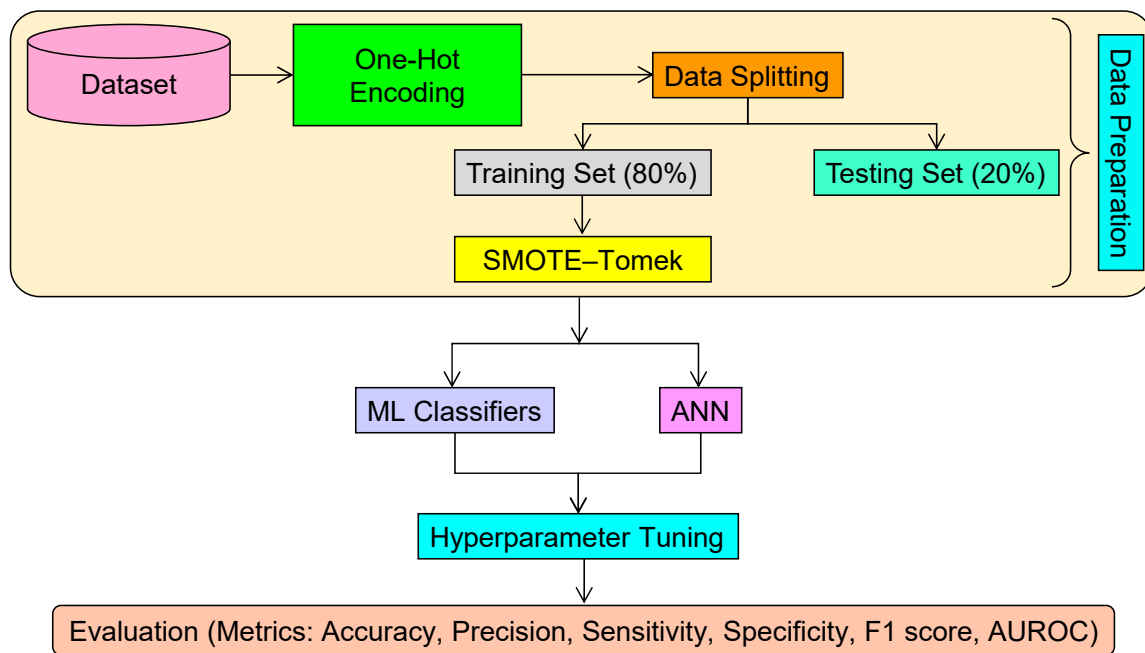 Dataset
One-Hot
Encoding
Data Splitting
Training Set (80%)
Testing Set (20%)
SMOTE–Tomek
Data Preparation
ML Classifiers
ANN
Hyperparameter Tuning
Evaluation (Metrics: Accuracy, Precision, Sensitivity, Specificity, F1 score, AUROC)